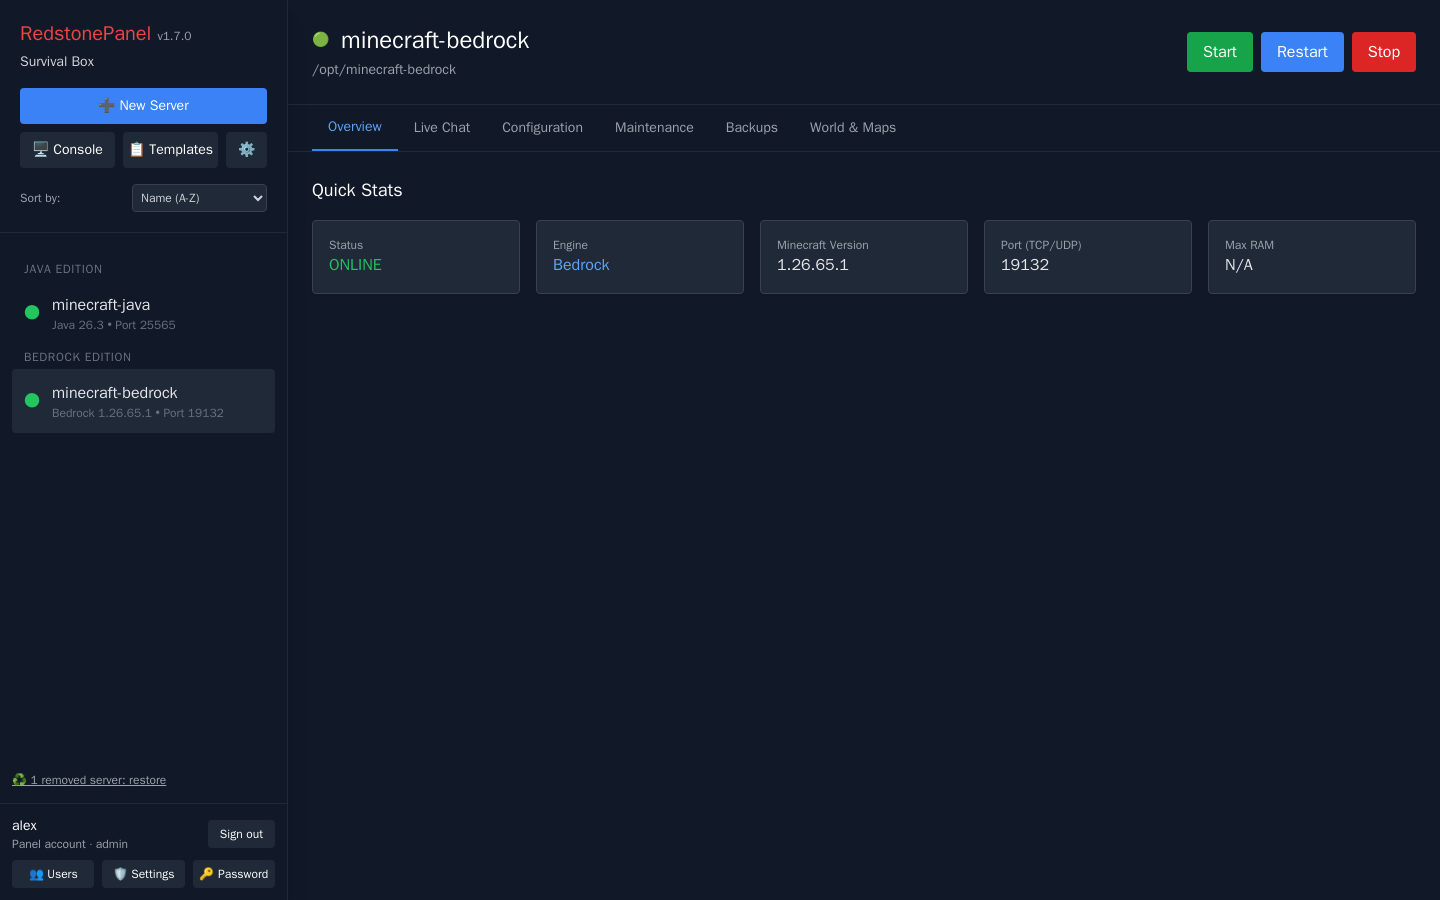 RedstonePanel v1.7.0
Survival Box
➕ New Server
🖥️ Console
📋 Templates
⚙️
Sort by:
Name (A-Z)
JAVA EDITION
minecraft-java
Java 26.3 • Port 25565
BEDROCK EDITION
minecraft-bedrock
Bedrock 1.26.65.1 • Port 19132
♻️ 1 removed server: restore
alex
Panel account · admin
Sign out
👥 Users
🛡️ Settings
🔑 Password
minecraft-bedrock
/opt/minecraft-bedrock
Start
Restart
Stop
Overview
Live Chat
Configuration
Maintenance
Backups
World & Maps
Quick Stats
Status
ONLINE
Engine
Bedrock
Minecraft Version
1.26.65.1
Port (TCP/UDP)
19132
Max RAM
N/A